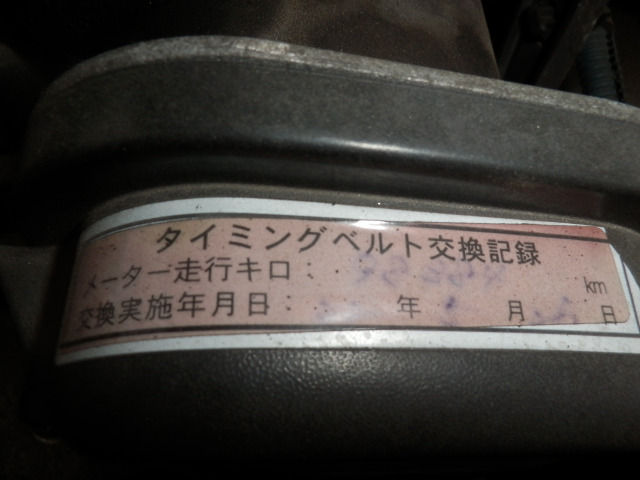 タイミングベルト交換記録
メーター走行キロ： km
交換実施年月日： 年 月 日